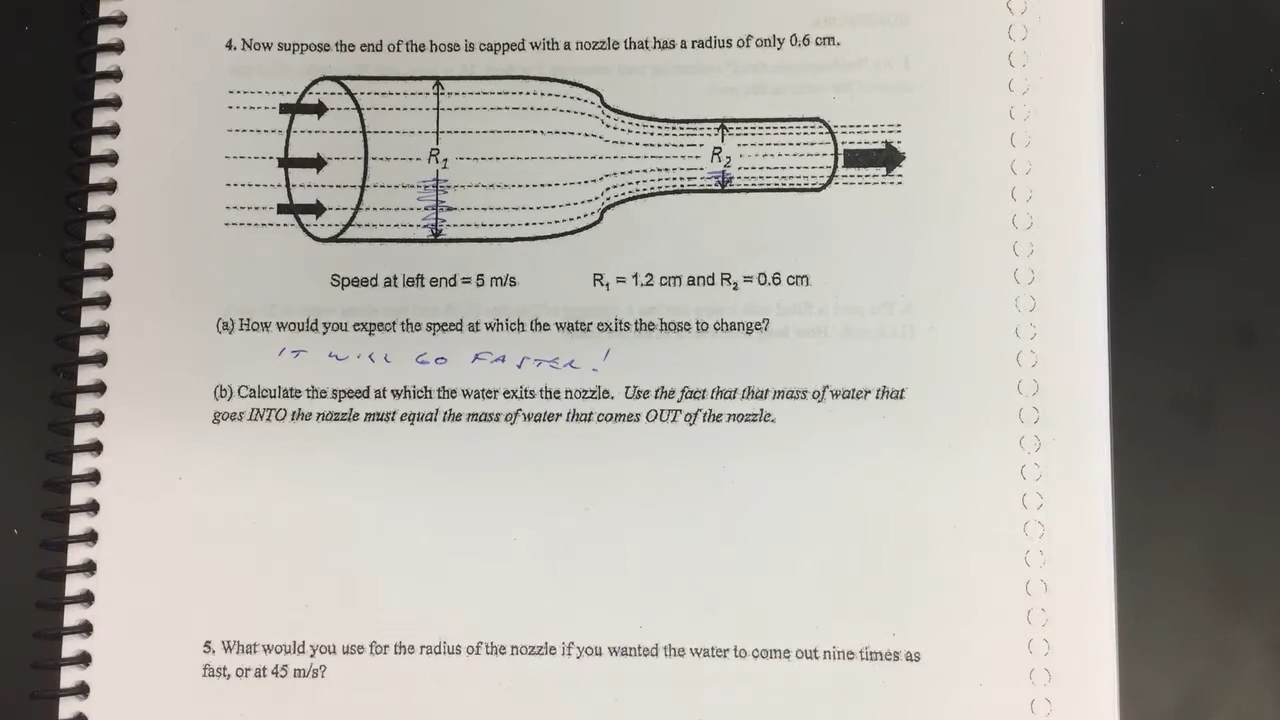 4. Now suppose the end of the hose is capped with a nozzle that has a radius of only 0.6 cm.
R₁
R₂
Speed at left end = 5 m/s
R₁ = 1.2 cm and R₂ = 0.6 cm
(a) How would you expect the speed at which the water exits the hose to change?
IT WILL GO FASTER!
(b) Calculate the speed at which the water exits the nozzle. Use the fact that that mass of water that
goes INTO the nozzle must equal the mass of water that comes OUT of the nozzle.
5. What would you use for the radius of the nozzle if you wanted the water to come out nine times as
fast, or at 45 m/s?